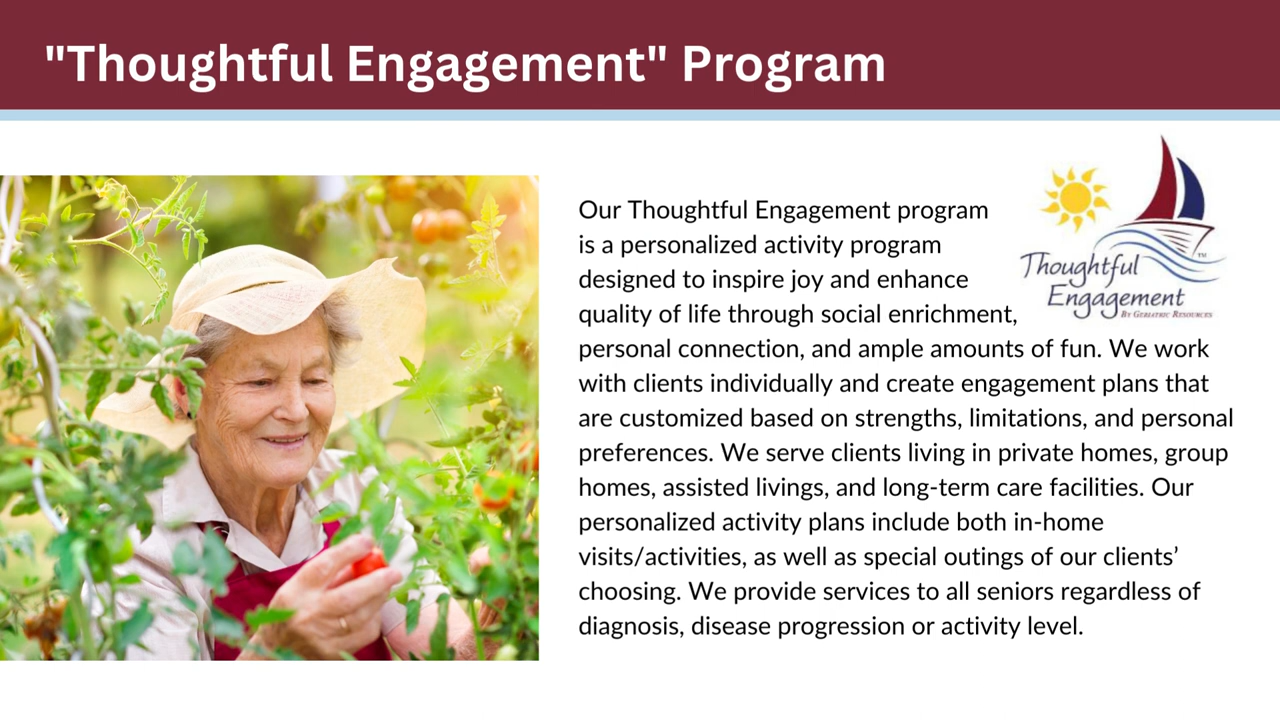 "Thoughtful Engagement" Program
Our Thoughtful Engagement program
is a personalized activity program
designed to inspire joy and enhance
quality of life through social enrichment,
personal connection, and ample amounts of fun. We work
with clients individually and create engagement plans that
are customized based on strengths, limitations, and personal
preferences. We serve clients living in private homes, group
homes, assisted livings, and long-term care facilities. Our
personalized activity plans include both in-home
visits/activities, as well as special outings of our clients’
choosing. We provide services to all seniors regardless of
diagnosis, disease progression or activity level.
Thoughtful
TM
Engagement
By Geriatric Resources